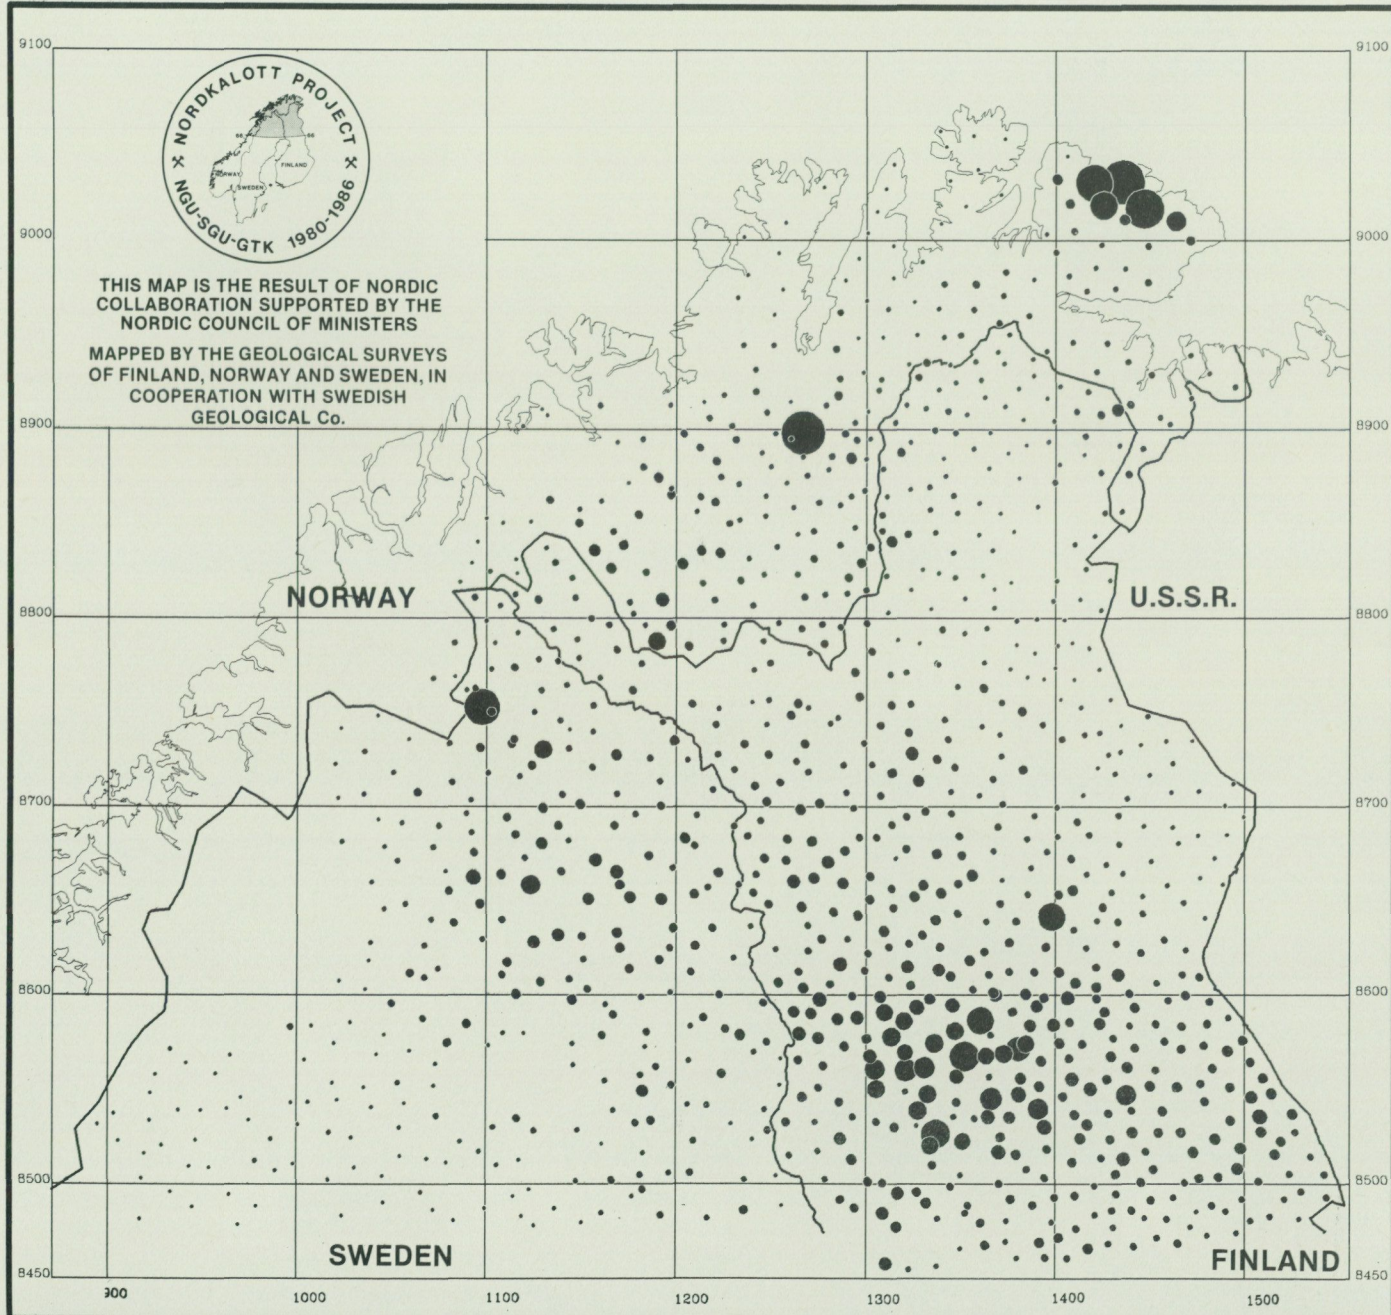 9100
9100
NORDKALOTT PROJECT
66
66
NORWAY
SWEDEN
FINLAND
NGU-SGU-GTK 1980-1986
9000
9000
THIS MAP IS THE RESULT OF NORDIC
COLLABORATION SUPPORTED BY THE
NORDIC COUNCIL OF MINISTERS
MAPPED BY THE GEOLOGICAL SURVEYS
OF FINLAND, NORWAY AND SWEDEN, IN
COOPERATION WITH SWEDISH
GEOLOGICAL Co.
8900
8900
NORWAY
U.S.S.R.
8800
8800
8700
8700
8600
8600
8500
8500
SWEDEN
FINLAND
8450
8450
900
1000
1100
1200
1300
1400
1500